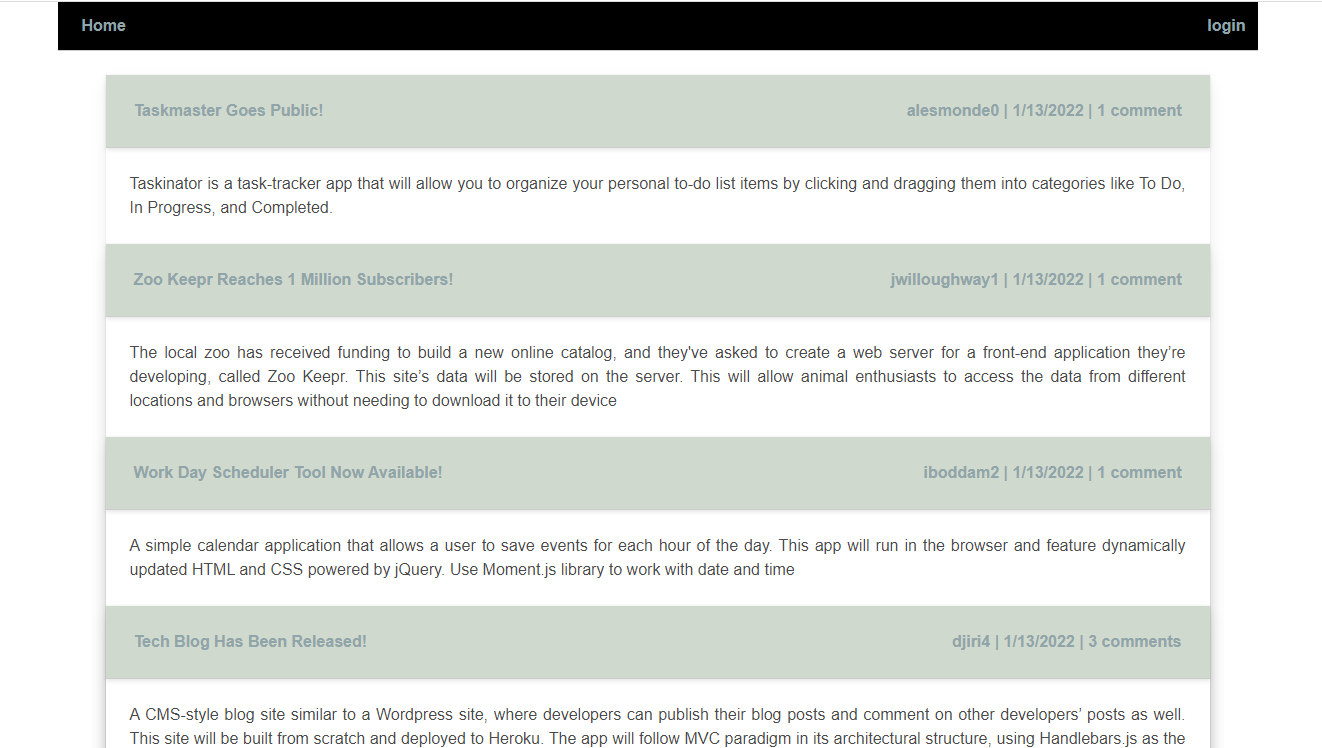 Home login
Taskmaster Goes Public! alesmonde0 | 1/13/2022 | 1 comment
Taskinator is a task-tracker app that will allow you to organize your personal to-do list items by clicking and dragging them into categories like To Do,
In Progress, and Completed.
Zoo Keepr Reaches 1 Million Subscribers! jwilloughway1 | 1/13/2022 | 1 comment
The local zoo has received funding to build a new online catalog, and they've asked to create a web server for a front-end application they’re
developing, called Zoo Keepr. This site’s data will be stored on the server. This will allow animal enthusiasts to access the data from different
locations and browsers without needing to download it to their device
Work Day Scheduler Tool Now Available! iboddam2 | 1/13/2022 | 1 comment
A simple calendar application that allows a user to save events for each hour of the day. This app will run in the browser and feature dynamically
updated HTML and CSS powered by jQuery. Use Moment.js library to work with date and time
Tech Blog Has Been Released! djiri4 | 1/13/2022 | 3 comments
A CMS-style blog site similar to a Wordpress site, where developers can publish their blog posts and comment on other developers’ posts as well.
This site will be built from scratch and deployed to Heroku. The app will follow MVC paradigm in its architectural structure, using Handlebars.js as the